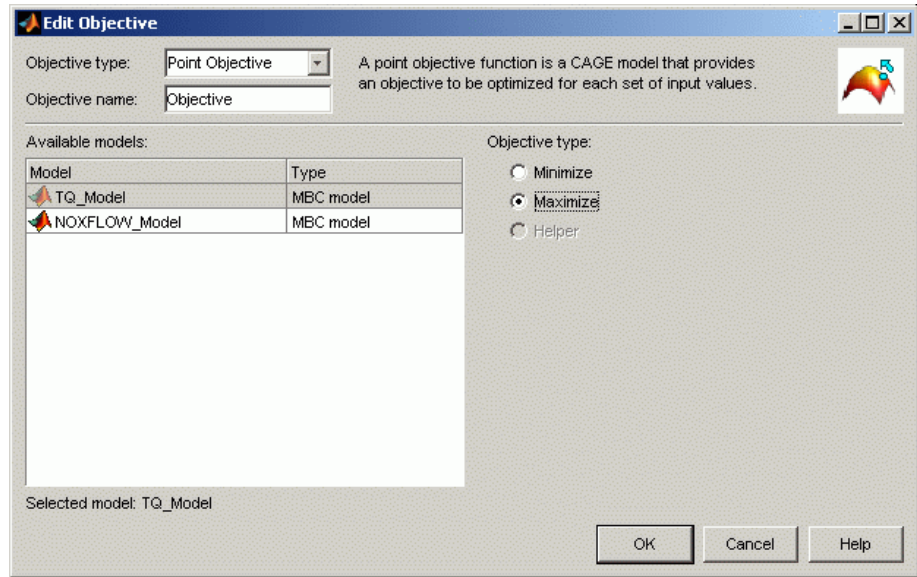 Edit Objective
Objective type: Point Objective
A point objective function is a CAGE model that provides
an objective to be optimized for each set of input values.
Objective name: Objective
Available models:
Model Type
TQ_Model MBC model
NOXFLOW_Model MBC model
Selected model: TQ_Model
Objective type:
Minimize
Maximize
Helper
OK Cancel Help